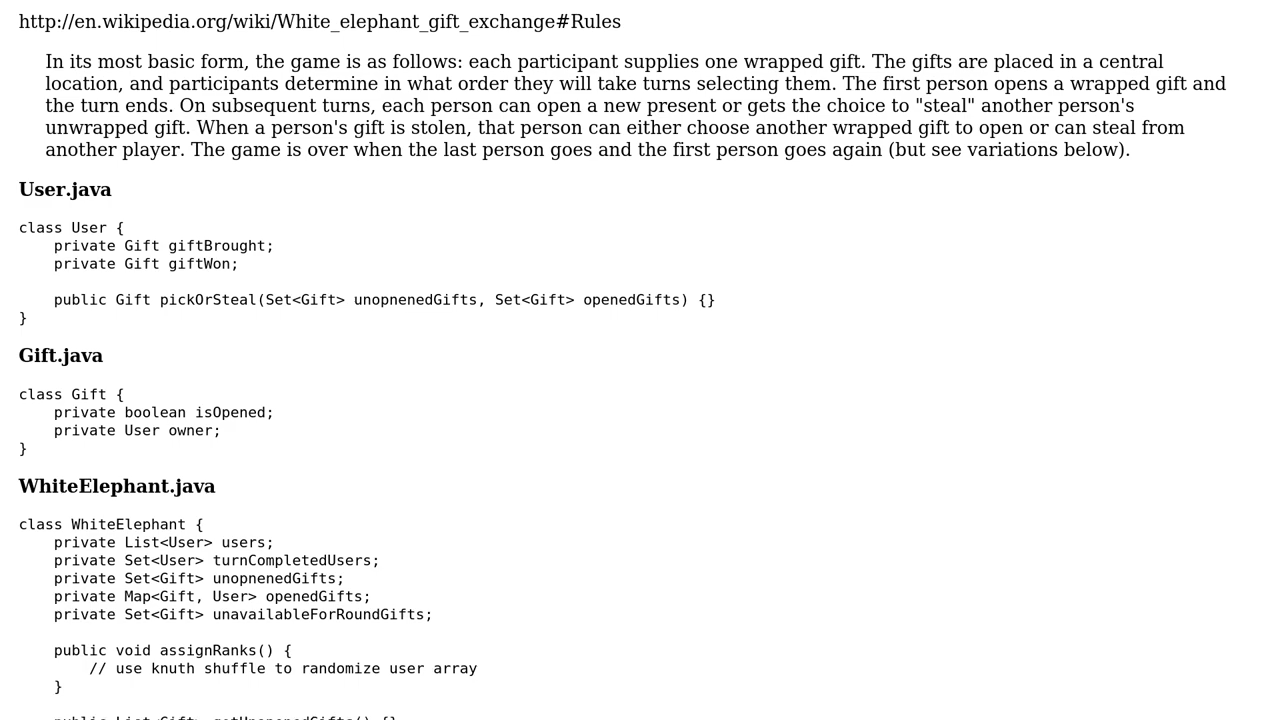 http://en.wikipedia.org/wiki/White_elephant_gift_exchange#Rules
In its most basic form, the game is as follows: each participant supplies one wrapped gift. The gifts are placed in a central
location, and participants determine in what order they will take turns selecting them. The first person opens a wrapped gift and
the turn ends. On subsequent turns, each person can open a new present or gets the choice to "steal" another person's
unwrapped gift. When a person's gift is stolen, that person can either choose another wrapped gift to open or can steal from
another player. The game is over when the last person goes and the first person goes again (but see variations below).
User.java
class User {
    private Gift giftBrought;
    private Gift giftWon;
    public Gift pickOrSteal(Set<Gift> unopnenedGifts, Set<Gift> openedGifts) {}
}
Gift.java
class Gift {
    private boolean isOpened;
    private User owner;
}
WhiteElephant.java
class WhiteElephant {
    private List<User> users;
    private Set<User> turnCompletedUsers;
    private Set<Gift> unopnenedGifts;
    private Map<Gift, User> openedGifts;
    private Set<Gift> unavailableForRoundGifts;
    public void assignRanks() {
        // use knuth shuffle to randomize user array
    }